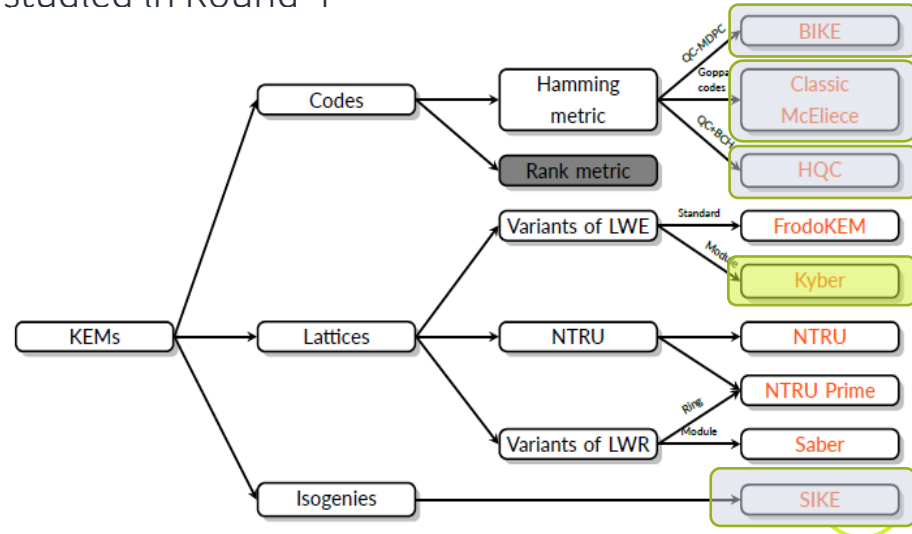 studied in Round 4
QC-MDPC
BIKE
Codes
Hamming
metric
Goppa
codes
Classic
McEliece
QC+BCH
Rank metric
HQC
Variants of LWE
Standard
FrodoKEM
Module
Kyber
KEMs
Lattices
NTRU
NTRU
NTRU Prime
Ring
Variants of LWR
Module
Saber
Isogenies
SIKE